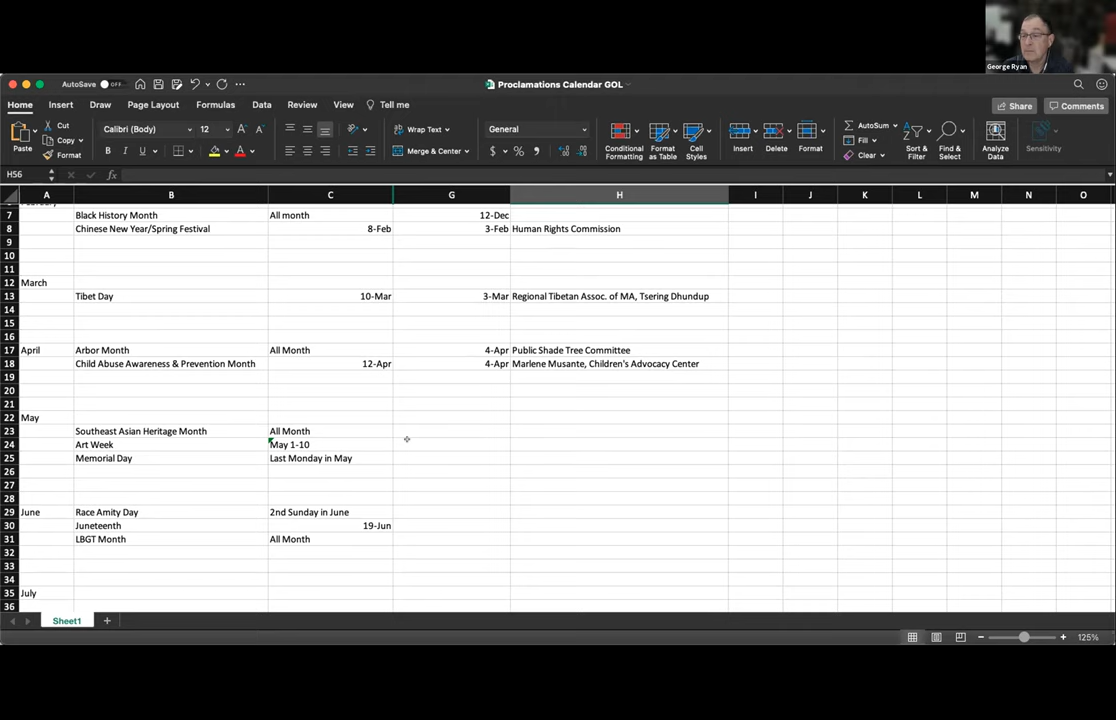 George Ryan
AutoSave OFF
Proclamations Calendar GOL
Home Insert Draw Page Layout Formulas Data Review View Tell me
Share Comments
Paste
Cut
Copy
Format
Calibri (Body) 12
B I U
Wrap Text
Merge & Center
General
$ %
Conditional Formatting
Format as Table
Cell Styles
Insert
Delete
Format
AutoSum
Fill
Clear
Sort & Filter
Find & Select
Analyze Data
Sensitivity
H56 fx
A B C G H I J K L M N O
7 Black History Month All month 12-Dec
8 Chinese New Year/Spring Festival 8-Feb 3-Feb Human Rights Commission
9
10
11
12 March
13 Tibet Day 10-Mar 3-Mar Regional Tibetan Assoc. of MA, Tsering Dhundup
14
15
16
17 April Arbor Month All Month 4-Apr Public Shade Tree Committee
18 Child Abuse Awareness & Prevention Month 12-Apr 4-Apr Marlene Musante, Children's Advocacy Center
19
20
21
22 May
23 Southeast Asian Heritage Month All Month
24 Art Week May 1-10
25 Memorial Day Last Monday in May
26
27
28
29 June Race Amity Day 2nd Sunday in June
30 Juneteenth 19-Jun
31 LBGT Month All Month
32
33
34
35 July
36
Sheet1
125%